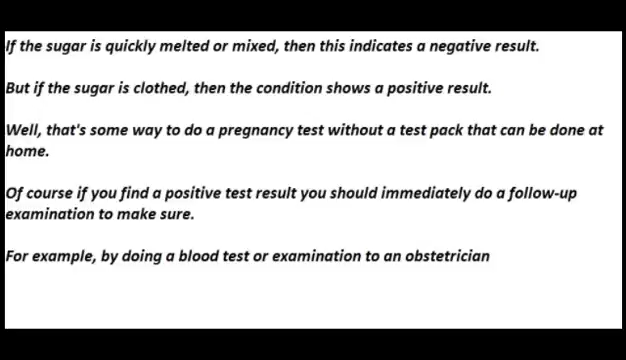 If the sugar is quickly melted or mixed, then this indicates a negative result.
But if the sugar is clothed, then the condition shows a positive result.
Well, that's some way to do a pregnancy test without a test pack that can be done at
home.
Of course if you find a positive test result you should immediately do a follow-up
examination to make sure.
For example, by doing a blood test or examination to an obstetrician